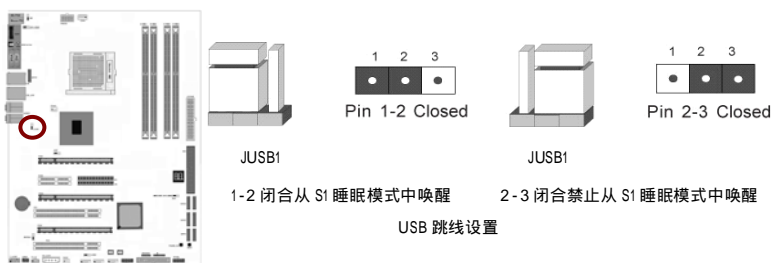 1 2 3
Pin 1-2 Closed
1 2 3
Pin 2-3 Closed
JUSB1
JUSB1
1-2 闭合从 S1 睡眠模式中唤醒
2-3 闭合禁止从 S1 睡眠模式中唤醒
USB 跳线设置